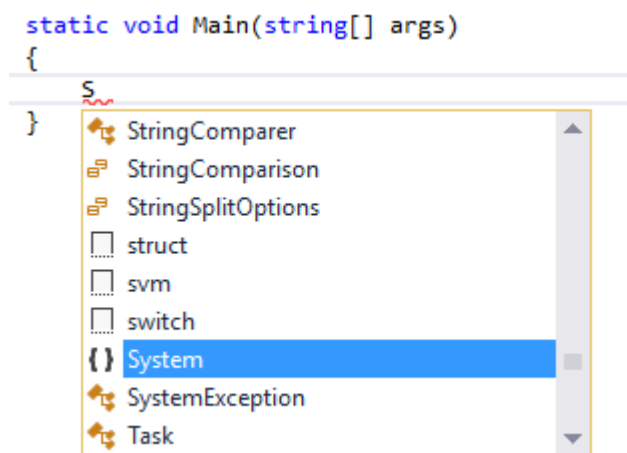 static void Main(string[] args)
{
S
}
StringComparer
StringComparison
StringSplitOptions
struct
svm
switch
{ } System
SystemException
Task